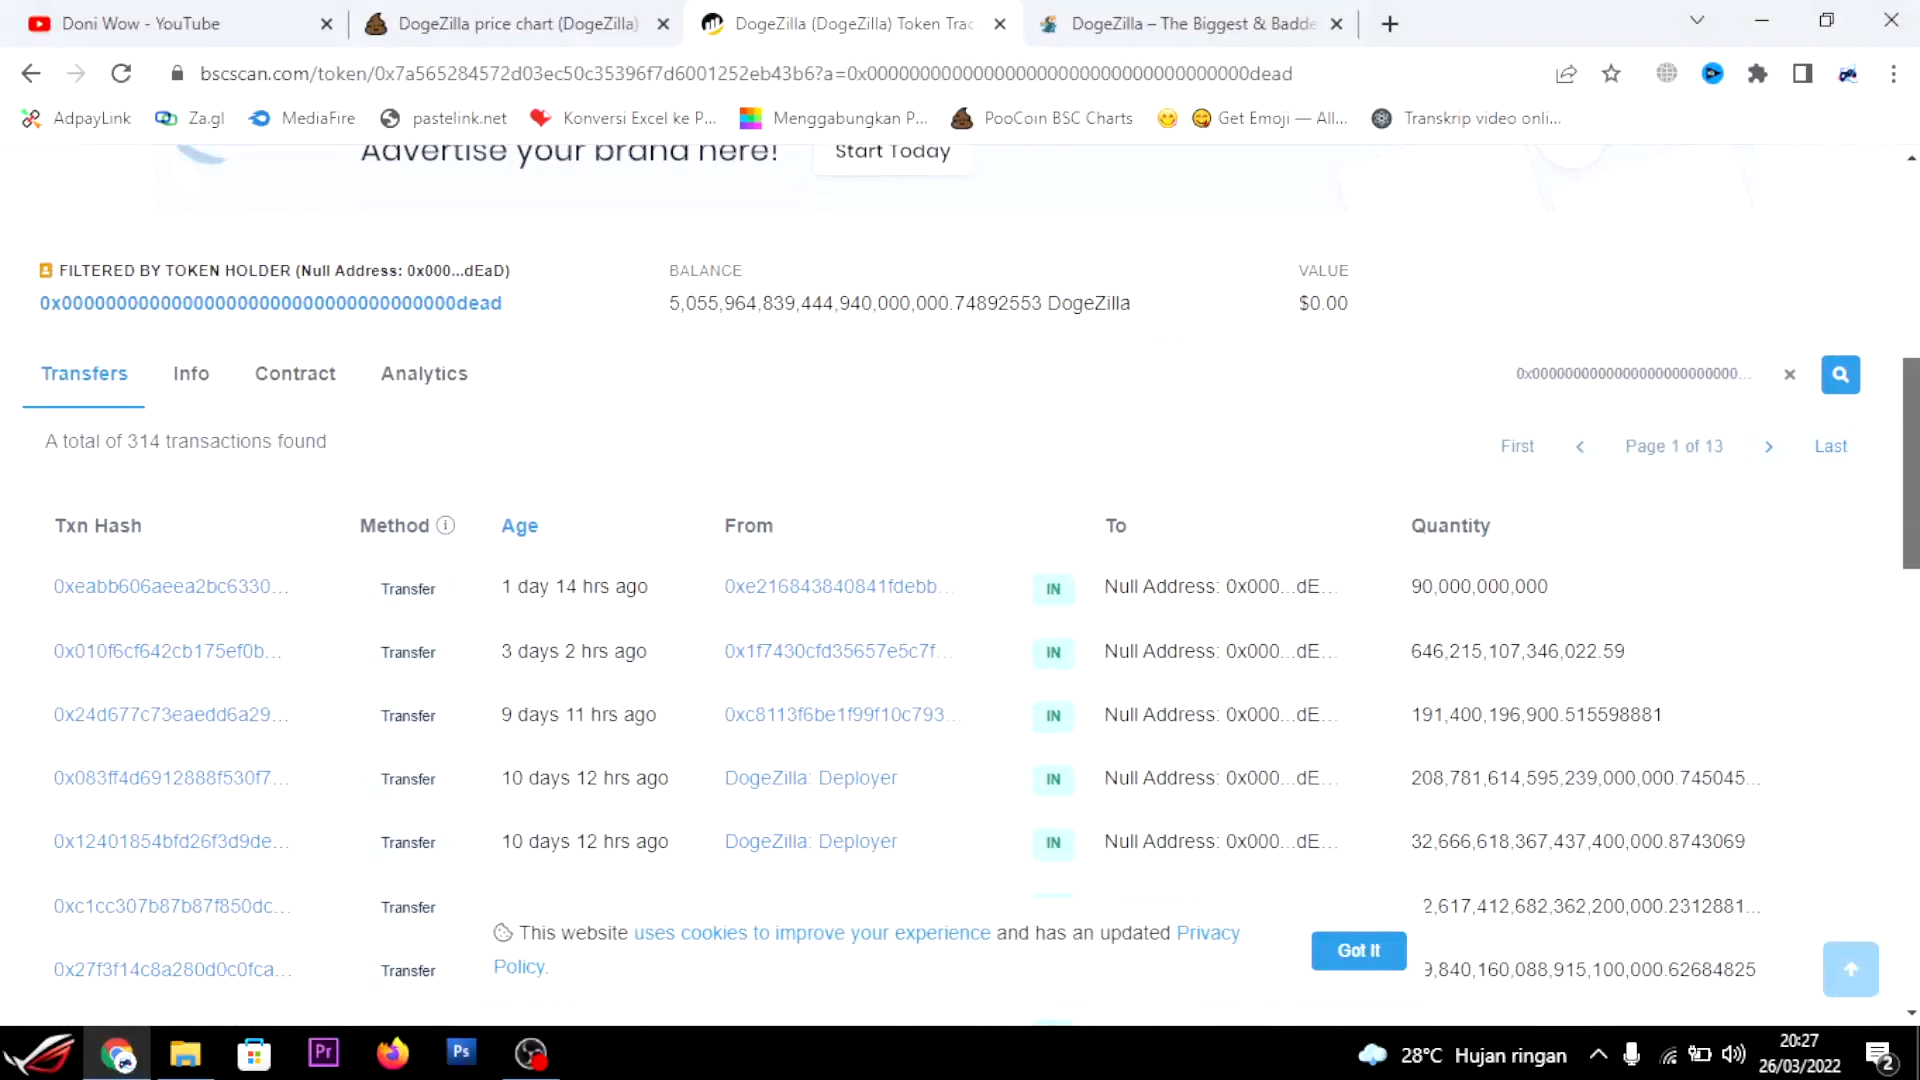 Doni Wow - YouTube
DogeZilla price chart (DogeZilla)
DogeZilla (DogeZilla) Token Trac
DogeZilla – The Biggest & Badde
bscscan.com/token/0x7a565284572d03ec50c35396f7d6001252eb43b6?a=0x000000000000000000000000000000000000dead
AdpayLink
Za.gl
MediaFire
pastelink.net
Konversi Excel ke P...
Menggabungkan P...
PooCoin BSC Charts
Get Emoji — All...
Transkrip video onli...
Advertise your brand here!
Start Today
FILTERED BY TOKEN HOLDER (Null Address: 0x000...dEaD)
BALANCE
VALUE
0x000000000000000000000000000000000000dead
5,055,964,839,444,940,000,000.74892553 DogeZilla
$0.00
Transfers
Info
Contract
Analytics
0x0000000000000000000000000...
A total of 314 transactions found
First
Page 1 of 13
Last
Txn Hash Method Age From To Quantity
0xeabb606aeea2bc6330... Transfer 1 day 14 hrs ago 0xe216843840841fdebb... IN Null Address: 0x000...dE... 90,000,000,000
0x010f6cf642cb175ef0b... Transfer 3 days 2 hrs ago 0x1f7430cfd35657e5c7f... IN Null Address: 0x000...dE... 646,215,107,346,022.59
0x24d677c73eaedd6a29... Transfer 9 days 11 hrs ago 0xc8113f6be1f99f10c793... IN Null Address: 0x000...dE... 191,400,196,900.515598881
0x083ff4d6912888f530f7... Transfer 10 days 12 hrs ago DogeZilla: Deployer IN Null Address: 0x000...dE... 208,781,614,595,239,000,000.745045...
0x12401854bfd26f3d9de... Transfer 10 days 12 hrs ago DogeZilla: Deployer IN Null Address: 0x000...dE... 32,666,618,367,437,400,000.8743069
0xc1cc307b87b87f850dc... Transfer 2,617,412,682,362,200,000.2312881...
This website uses cookies to improve your experience and has an updated Privacy
Policy.
Got It
0x27f3f14c8a280d0c0fca... Transfer 9,840,160,088,915,100,000.62684825
Pr
Ps
28°C Hujan ringan
20:27
26/03/2022
2